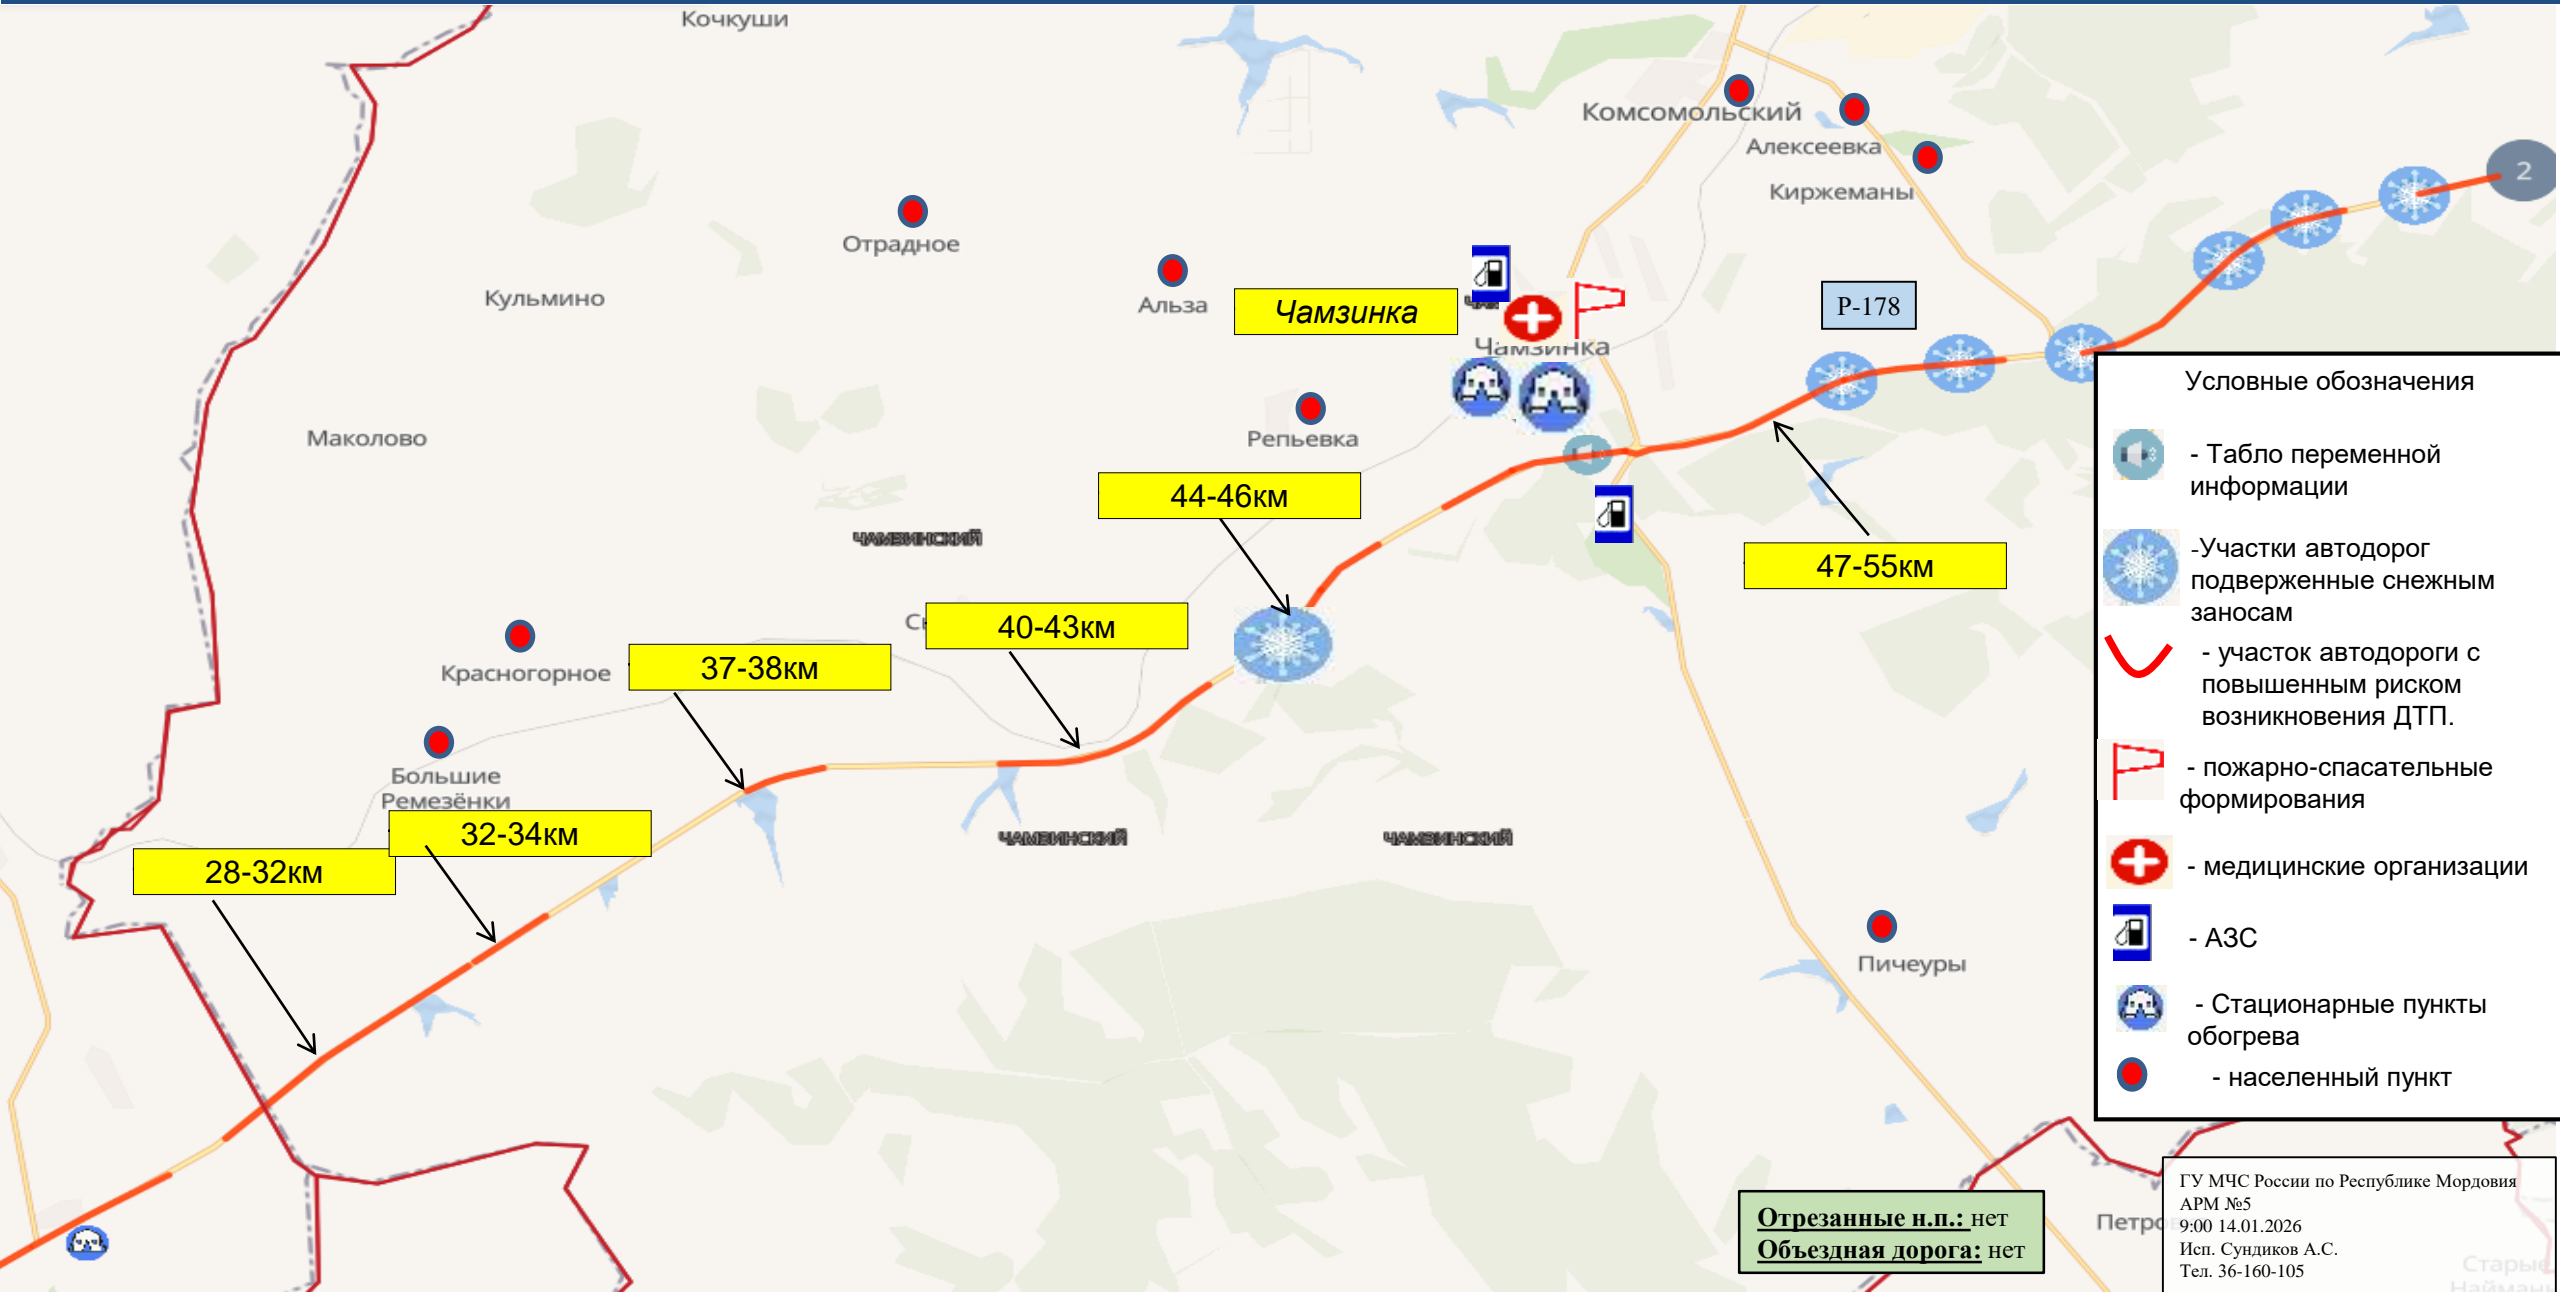 Кочкуши
Комсомольский
Алексеевка
Киржеманы
2
Отрадное
Кульмино
Альза
Чамзинка
Р-178
Чамзинка
Маколово
Репьевка
44-46км
ЧАМЗИНСКИЙ
47-55км
40-43км
37-38км
Красногорное
Большие
Ремезёнки
32-34км
28-32км
ЧАМЗИНСКИЙ
ЧАМЗИНСКИЙ
Пичеуры
Условные обозначения
- Табло переменной
информации
-Участки автодорог
подверженные снежным
заносам
- участок автодороги с
повышенным риском
возникновения ДТП.
- пожарно-спасательные
формирования
- медицинские организации
- АЗС
- Стационарные пункты
обогрева
- населенный пункт
Отрезанные н.п.: нет
Объездная дорога: нет
ГУ МЧС России по Республике Мордовия
АРМ №5
9:00 14.01.2026
Исп. Сундиков А.С.
Тел. 36-160-105